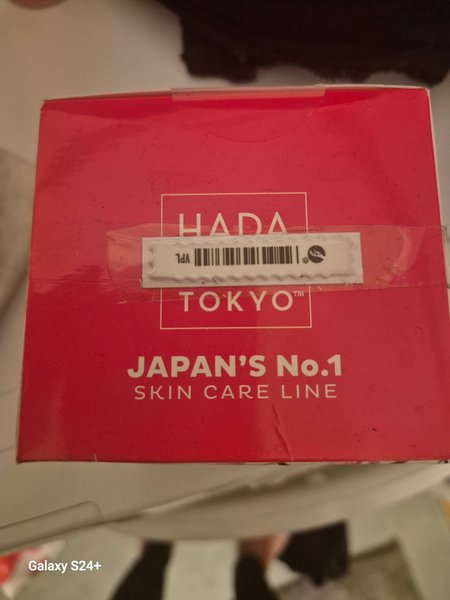 HADA
VPL
TOKYO™
JAPAN'S No.1
SKIN CARE LINE
Galaxy S24+